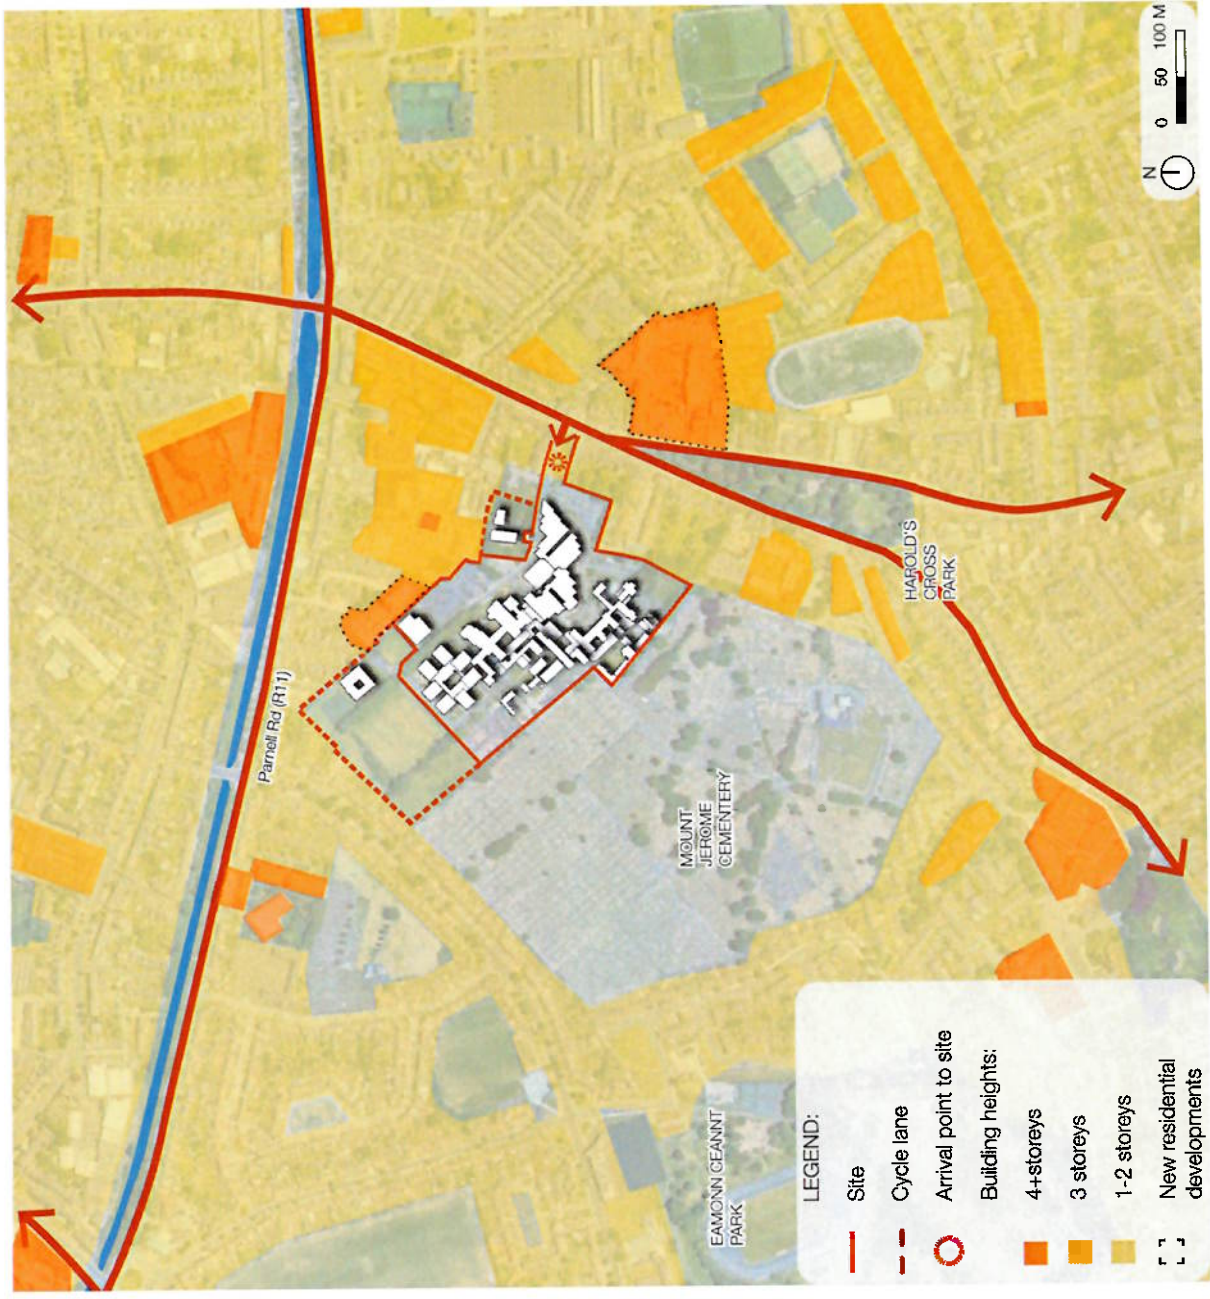 Parnell Rd (R11)
HAROLD'S
CROSS
PARK
MOUNT
JEROME
CEMENTERY
EAMONN CEANNT
PARK
N
0 50 100 M
LEGEND:
Site
Cycle lane
Arrival point to site
Building heights:
4+storeys
3 storeys
1-2 storeys
New residential
developments